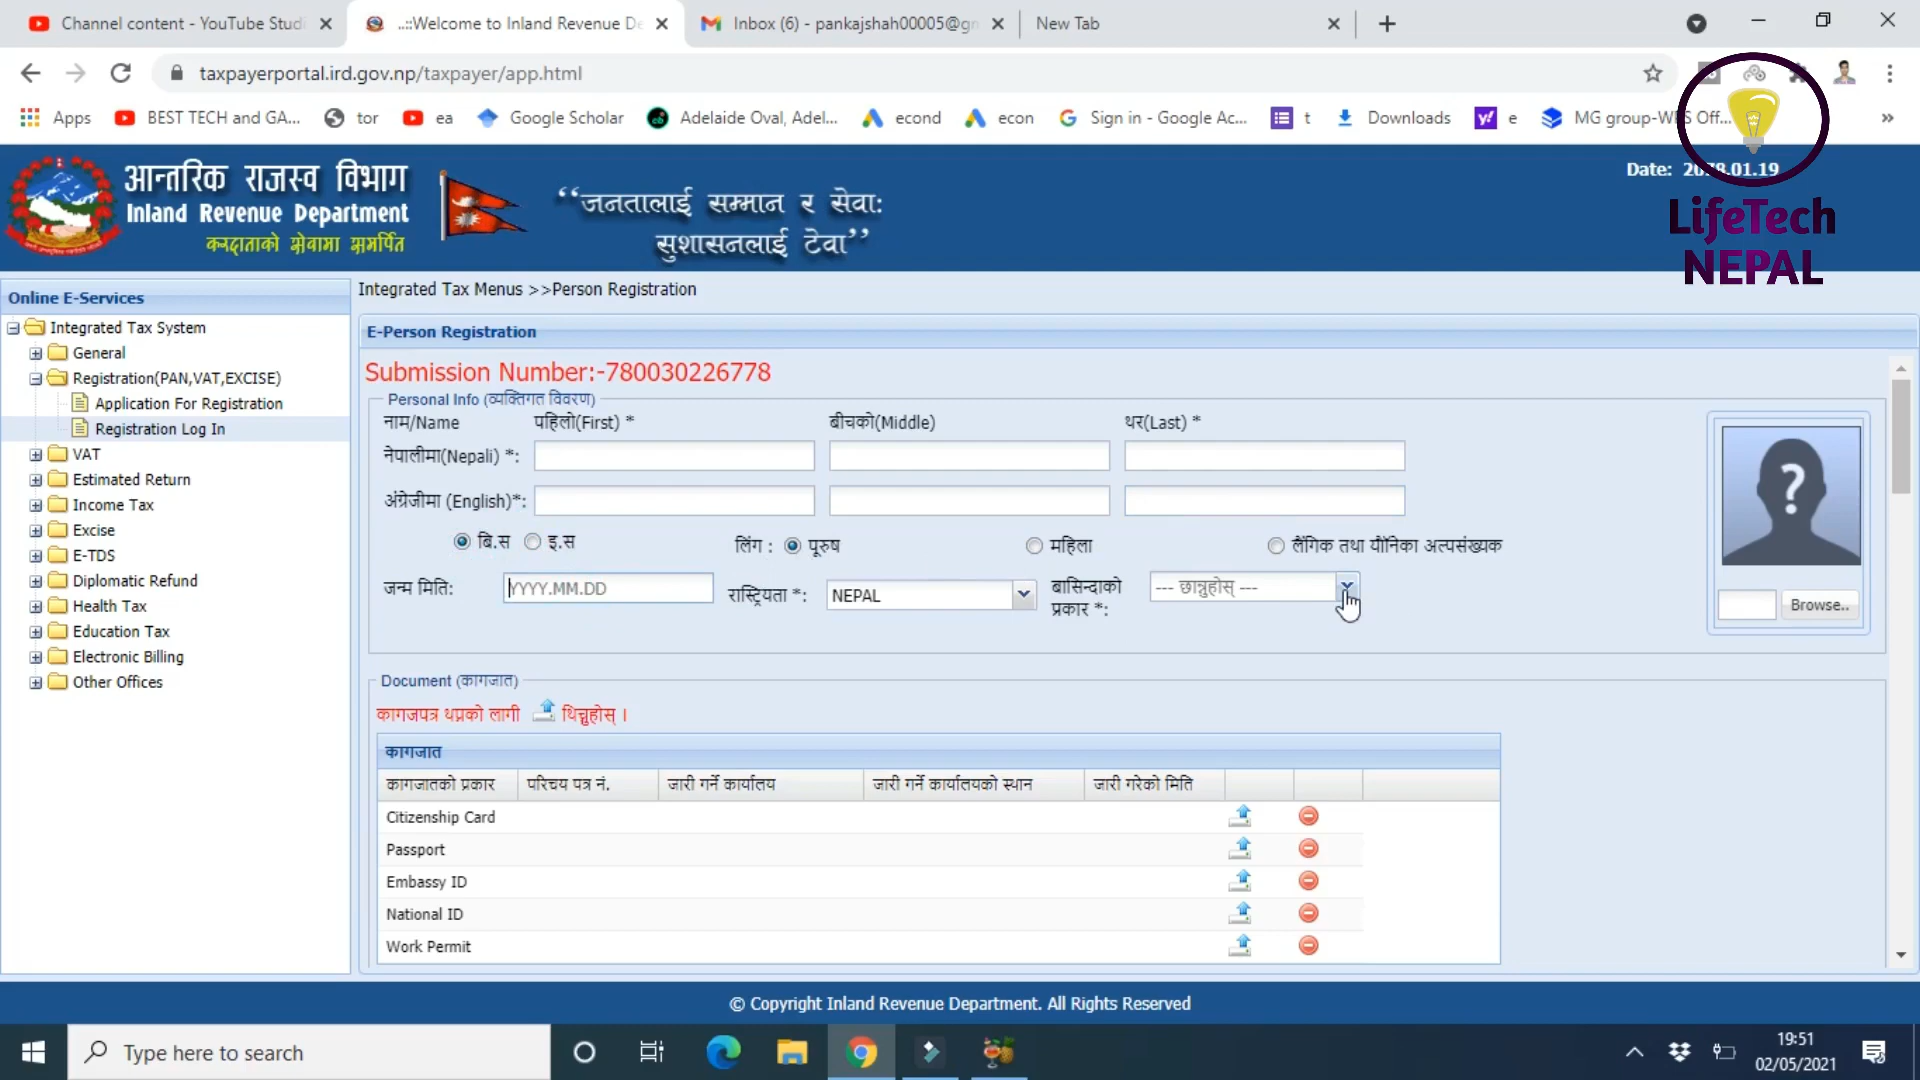 Channel content - YouTube Studi
..::Welcome to Inland Revenue De
Inbox (6) - pankajshah00005@gn
New Tab
taxpayerportal.ird.gov.np/taxpayer/app.html
Apps
BEST TECH and GA...
tor
ea
Google Scholar
Adelaide Oval, Adel...
econd
econ
Sign in - Google Ac...
t
Downloads
e
MG group-WES Off...
»
आन्तरिक राजस्व विभाग
Inland Revenue Department
करदाताको सेवामा समर्पित
“जनतालाई सम्मान र सेवा:
सुशासनलाई टेवा”
Date: 2078.01.19
LifeTech
NEPAL
Online E-Services
Integrated Tax System
General
Registration(PAN,VAT,EXCISE)
Application For Registration
Registration Log In
VAT
Estimated Return
Income Tax
Excise
E-TDS
Diplomatic Refund
Health Tax
Education Tax
Electronic Billing
Other Offices
Integrated Tax Menus >>Person Registration
E-Person Registration
Submission Number:-780030226778
Personal Info (व्यक्तिगत विवरण)
नाम/Name पहिलो(First) * बीचको(Middle) थर(Last) *
नेपालीमा(Nepali) *:
अंग्रेजीमा (English)*:
बि.स इ.स लिंग : पूरुष महिला लैंगिक तथा यौनिका अल्पसंख्यक
जन्म मिति: YYYY.MM.DD रास्ट्रियता *: NEPAL बासिन्दाको
प्रकार *: --- छान्नुहोस् ---
Browse..
Document (कागजात)
कागजपत्र थप्नको लागी थिच्नुहोस् ।
कागजात
कागजातको प्रकार परिचय पत्र नं. जारी गर्ने कार्यालय जारी गर्ने कार्यालयको स्थान जारी गरेको मिति
Citizenship Card
Passport
Embassy ID
National ID
Work Permit
© Copyright Inland Revenue Department. All Rights Reserved
Type here to search
19:51
02/05/2021